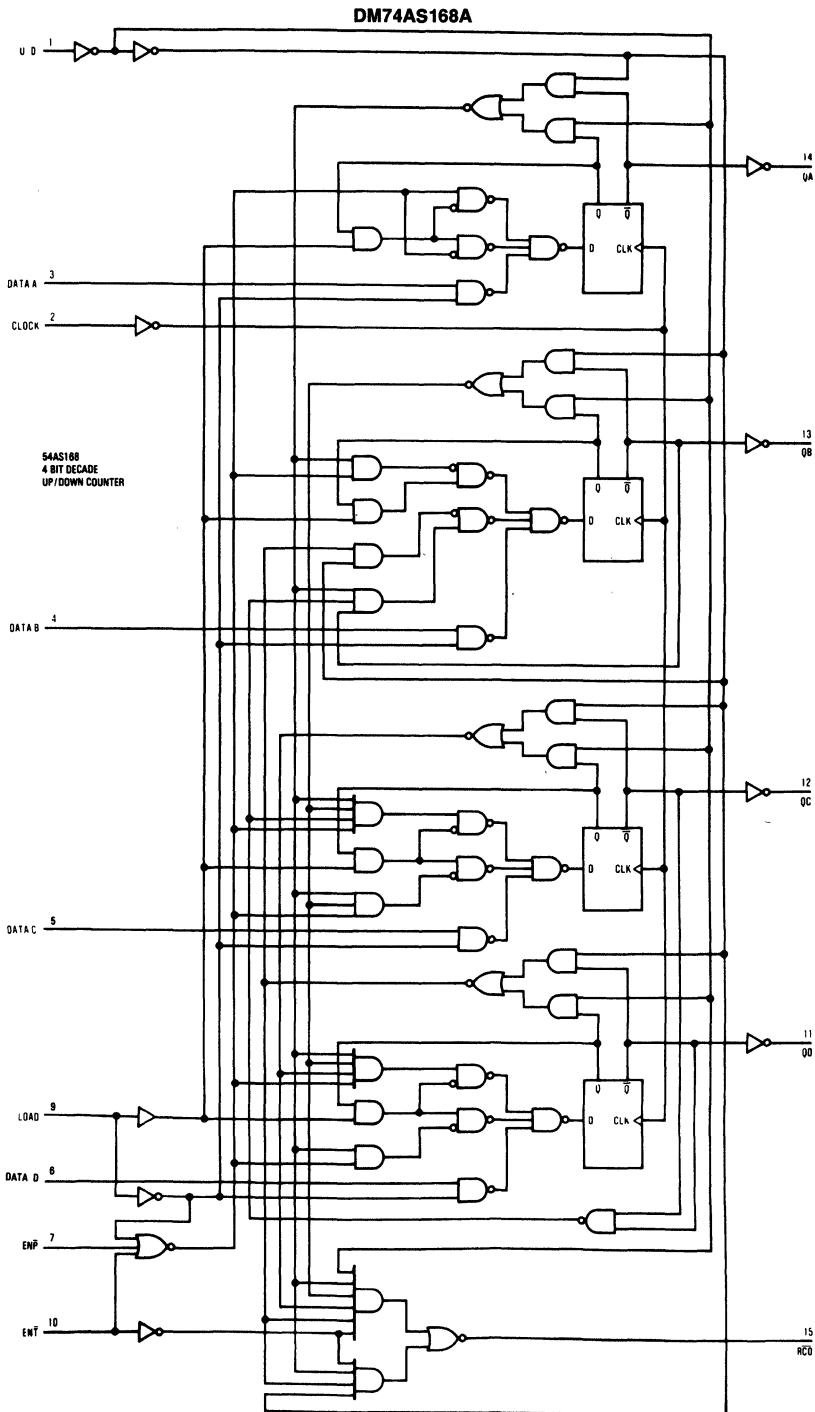 DM74AS168A
U D 1
14
QA
Q Q̅
D CLK
DATA A 3
CLOCK 2
13
QB
54AS168
4 BIT DECADE
UP/DOWN COUNTER
Q Q̅
D CLK
DATA B 4
12
QC
Q Q̅
D CLK
DATA C 5
11
QD
Q Q̅
D CLK
LOAD 9
DATA D 6
ENP̅ 7
ENT̅ 10
15
R̅C̅O̅